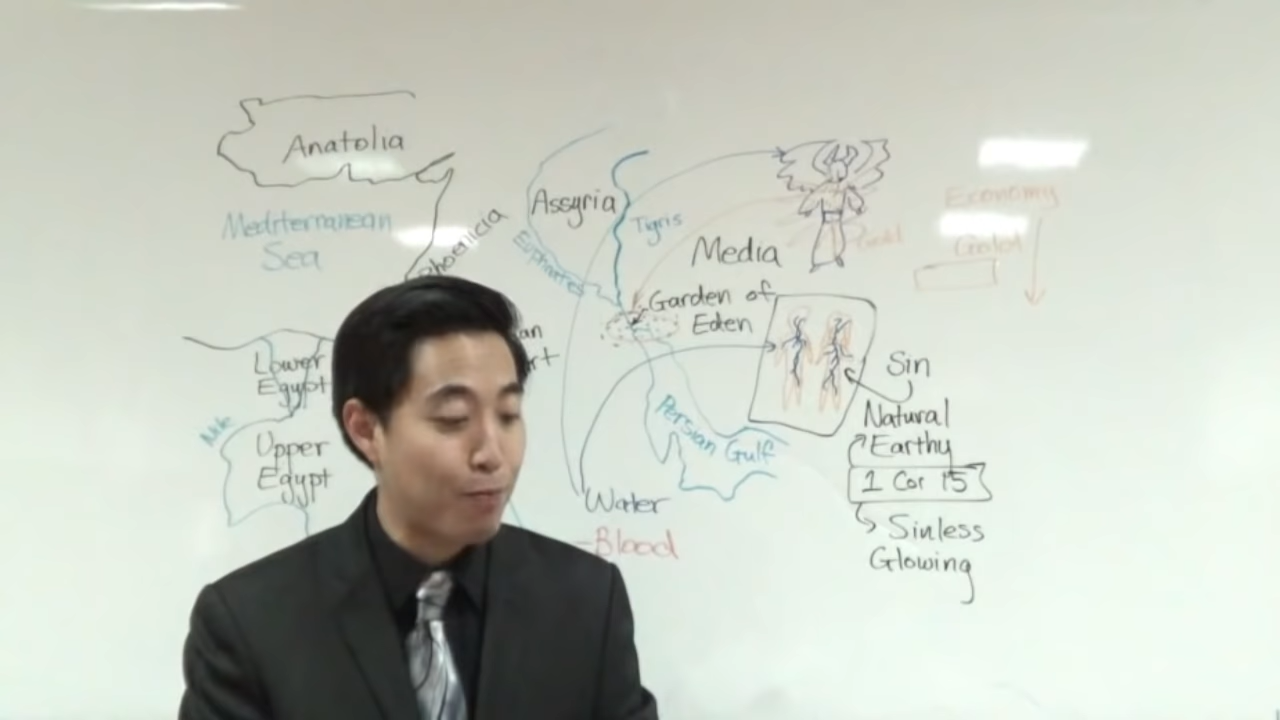 Anatolia
Mediterranean
Sea
Phoenicia
Assyria
Euphrates
Tigris
Media
Gold
Economy
Gold
Garden of
Eden
Lower
Egypt
Nile
Upper
Egypt
Persian Gulf
Sin
Natural
Earthy
1 Cor 15
Sinless
Glowing
Water
-Blood